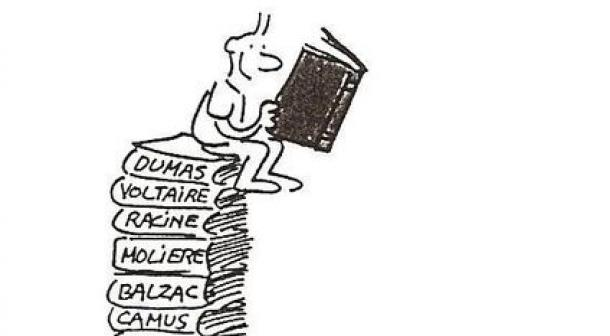 DUMAS
VOLTAIRE
RACINE
MOLIERE
BALZAC
CAMUS